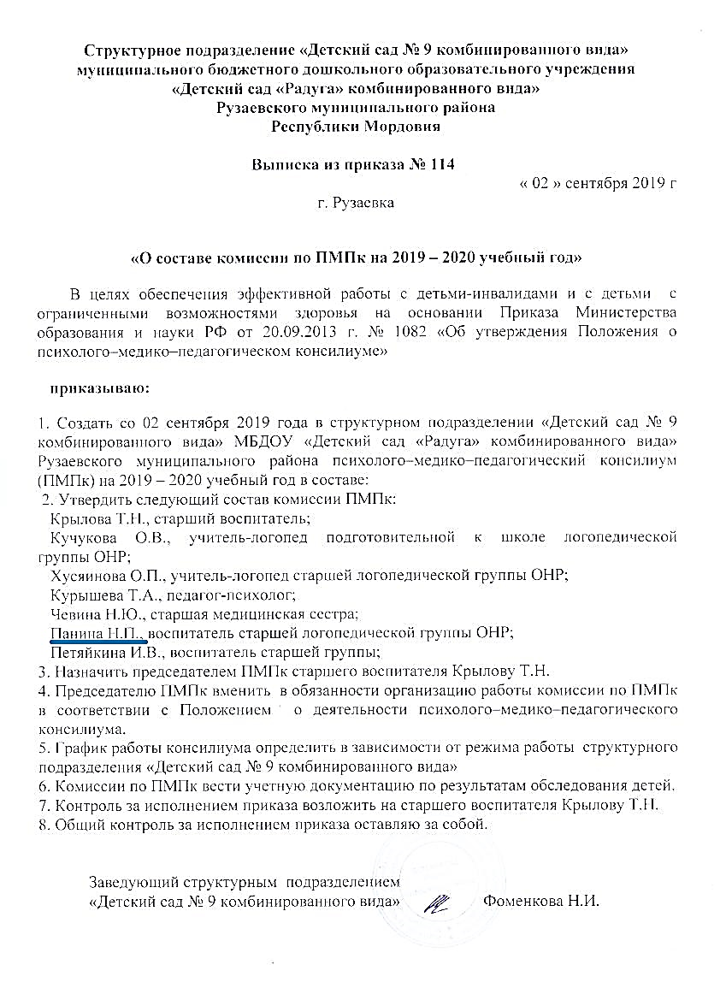 Структурное подразделение «Детский сад № 9 комбинированного вида»
муниципального бюджетного дошкольного образовательного учреждения
«Детский сад «Радуга» комбинированного вида»
Рузаевского муниципального района
Республики Мордовия
Выписка из приказа № 114
« 02 » сентября 2019 г
г. Рузаевка
«О составе комиссии по ПМПк на 2019 – 2020 учебный год»
В целях обеспечения эффективной работы с детьми-инвалидами и с детьми с
ограниченными возможностями здоровья на основании Приказа Министерства
образования и науки РФ от 20.09.2013 г. № 1082 «Об утверждения Положения о
психолого–медико–педагогическом консилиуме»
приказываю:
1. Создать со 02 сентября 2019 года в структурном подразделении «Детский сад № 9
комбинированного вида» МБДОУ «Детский сад «Радуга» комбинированного вида»
Рузаевского муниципального района психолого–медико–педагогический консилиум
(ПМПк) на 2019 – 2020 учебный год в составе:
2. Утвердить следующий состав комиссии ПМПк:
Крылова Т.Н., старший воспитатель;
Кучукова О.В., учитель-логопед подготовительной к школе логопедической
группы ОНР;
Хусяинова О.П., учитель-логопед старшей логопедической группы ОНР;
Курышева Т.А., педагог-психолог;
Чевина Н.Ю., старшая медицинская сестра;
Панина Н.П., воспитатель старшей логопедической группы ОНР;
Петяйкина И.В., воспитатель старшей группы;
3. Назначить председателем ПМПк старшего воспитателя Крылову Т.Н.
4. Председателю ПМПк вменить в обязанности организацию работы комиссии по ПМПк
в соответствии с Положением о деятельности психолого–медико–педагогического
консилиума.
5. График работы консилиума определить в зависимости от режима работы структурного
подразделения «Детский сад № 9 комбинированного вида»
6. Комиссии по ПМПк вести учетную документацию по результатам обследования детей.
7. Контроль за исполнением приказа возложить на старшего воспитателя Крылову Т.Н.
8. Общий контроль за исполнением приказа оставляю за собой.
Заведующий структурным подразделением
«Детский сад № 9 комбинированного вида» Фоменкова Н.И.